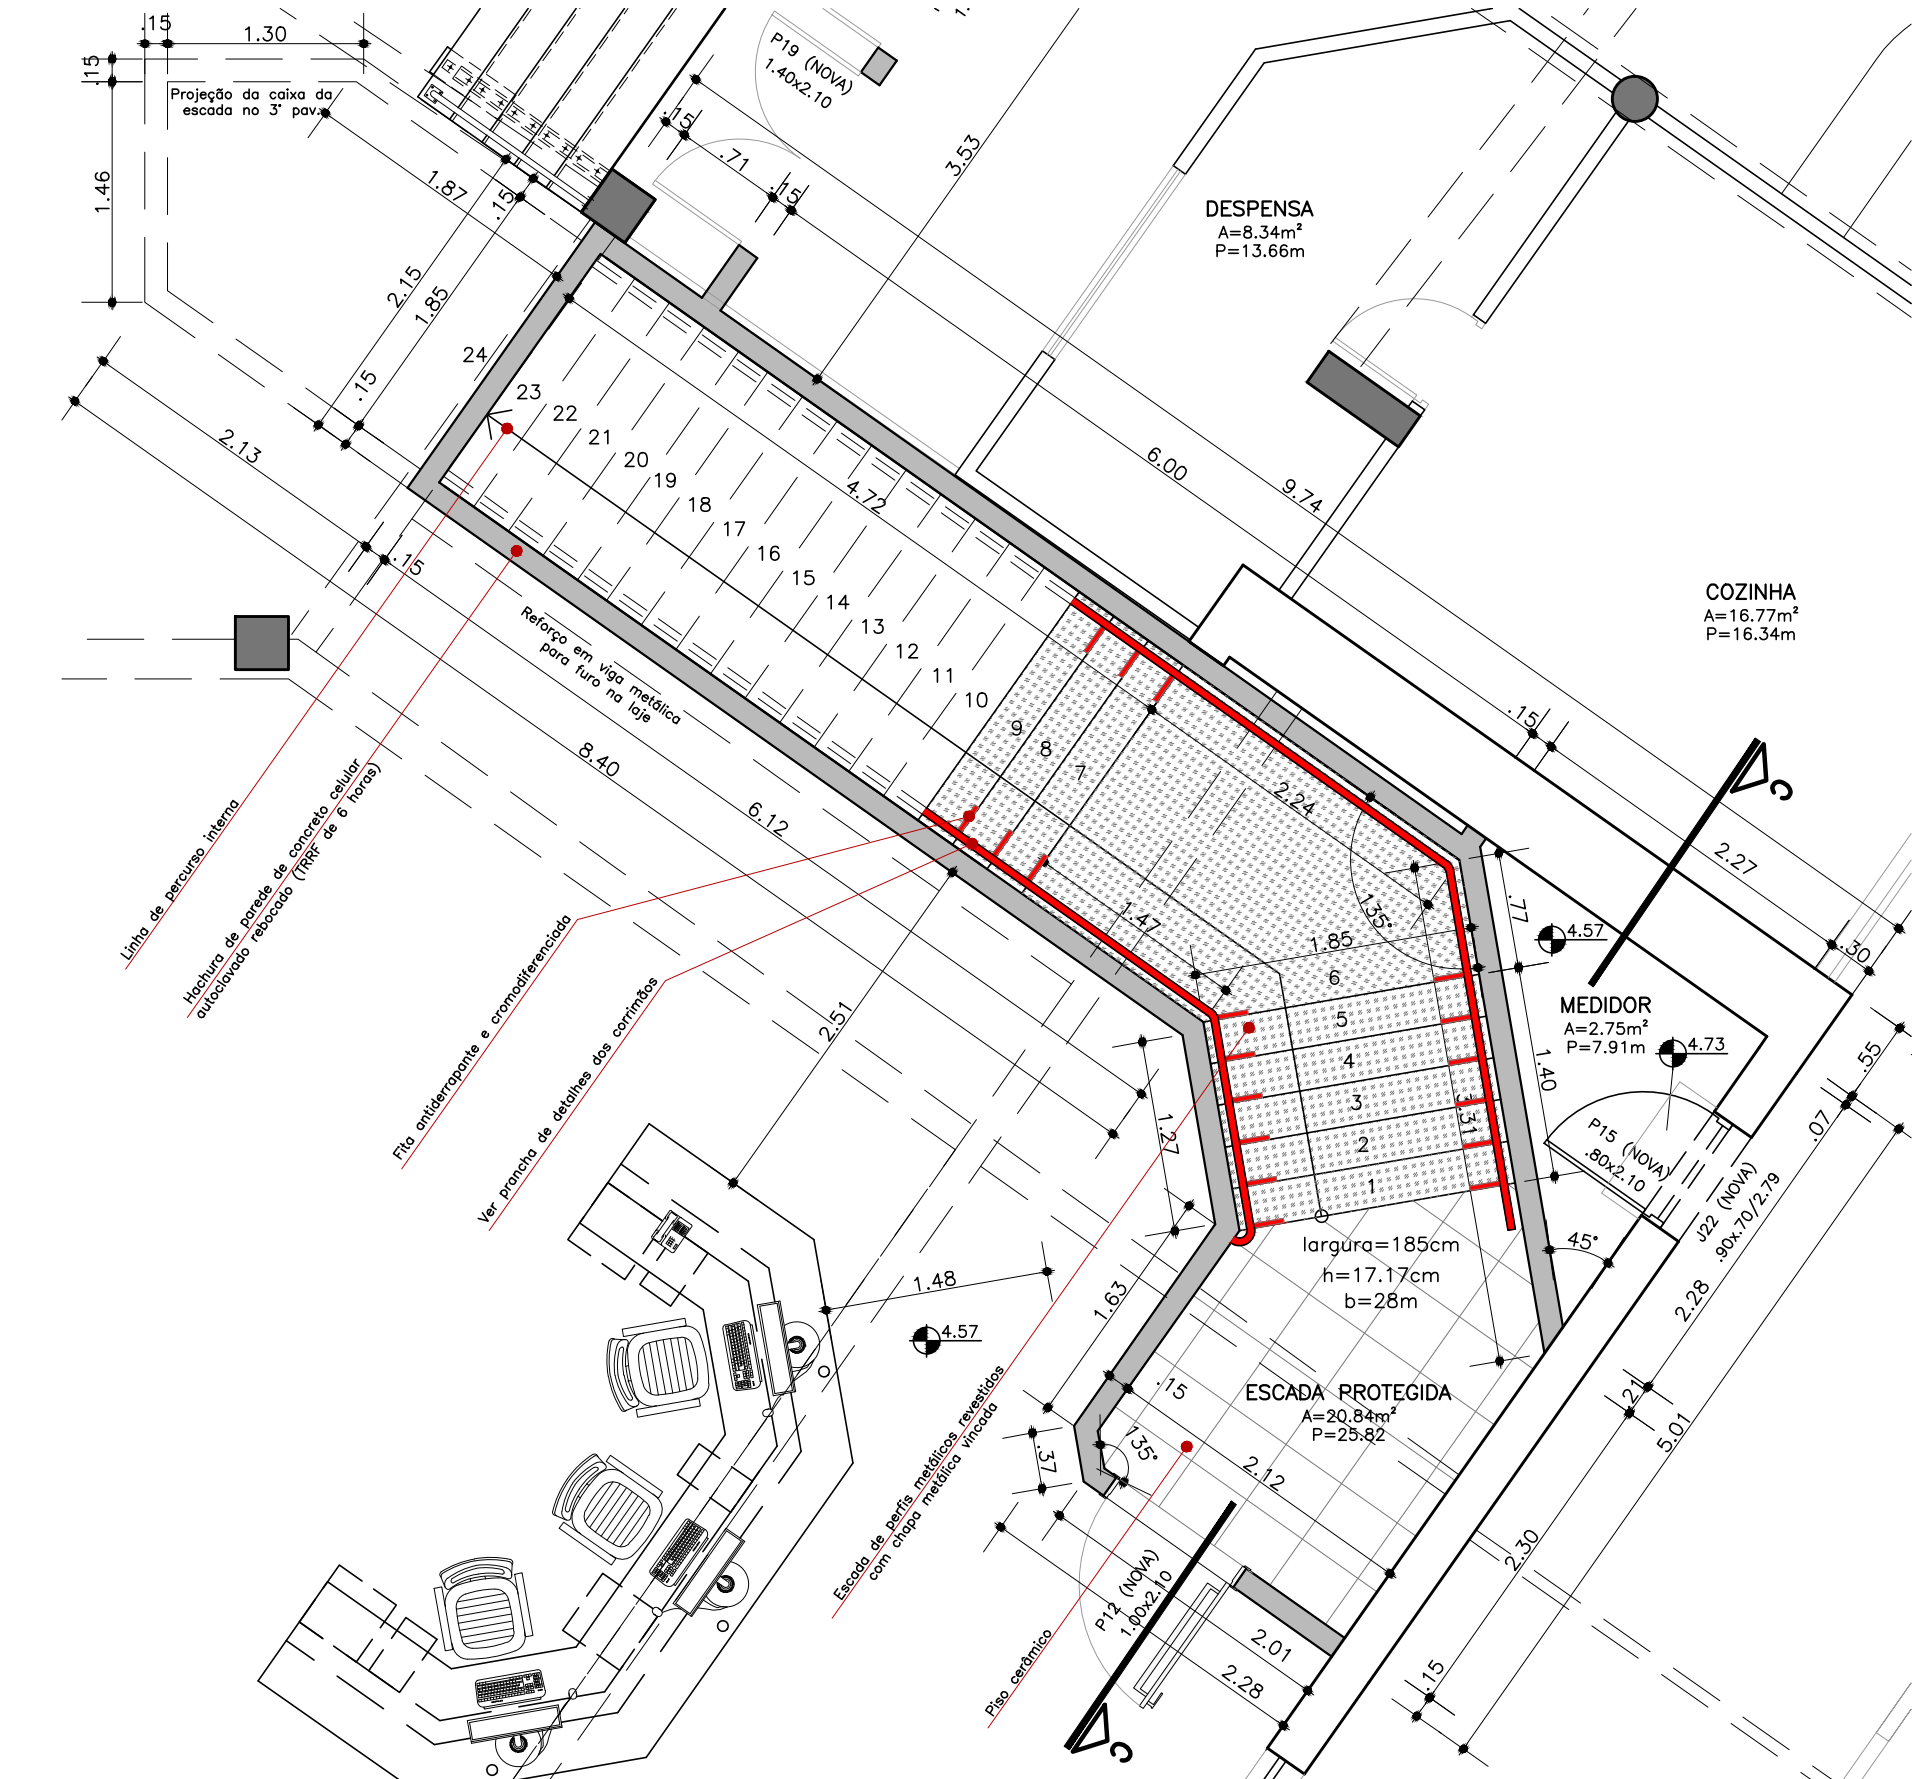 .15
1.30
.15
Projeção da caixa da
escada no 3° pav.
1.46
1.87
2.15
.15
1.85
.15
P19 (NOVA)
1.40x2.10
.15
.71
.15
3.53
DESPENSA
A=8.34m²
P=13.66m
6.00
9.74
4.72
COZINHA
A=16.77m²
P=16.34m
2.13
.15
8.40
6.12
Reforço em viga metálica
para furo na laje
24
23
22
21
20
19
18
17
16
15
14
13
12
11
10
9
8
7
6
5
4
3
2
1
2.24
1.47
135°
1.85
.77
4.57
.15
2.27
.30
C
MEDIDOR
A=2.75m²
P=7.91m
4.73
1.40
3.31
.55
.07
P15 (NOVA)
.80x2.10
J22 (NOVA)
.90x.70/2.79
45°
2.28
.21
5.01
2.30
.15
Linha de percurso interna
Hachura de parede de concreto celular
autoclavado rebocado (TRRF de 6 horas)
Fita antiderrapante e cromodiferenciada
Ver prancha de detalhes dos corrimãos
Escada de perfis metálicos revestidos
com chapa metálica vincada
Piso cerâmico
2.51
1.27
1.63
1.48
4.57
largura=185cm
h=17.17cm
b=28m
ESCADA PROTEGIDA
A=20.84m²
P=25.82
.15
.37
135°
2.12
P12 (NOVA)
1.00x2.10
2.01
2.28
C